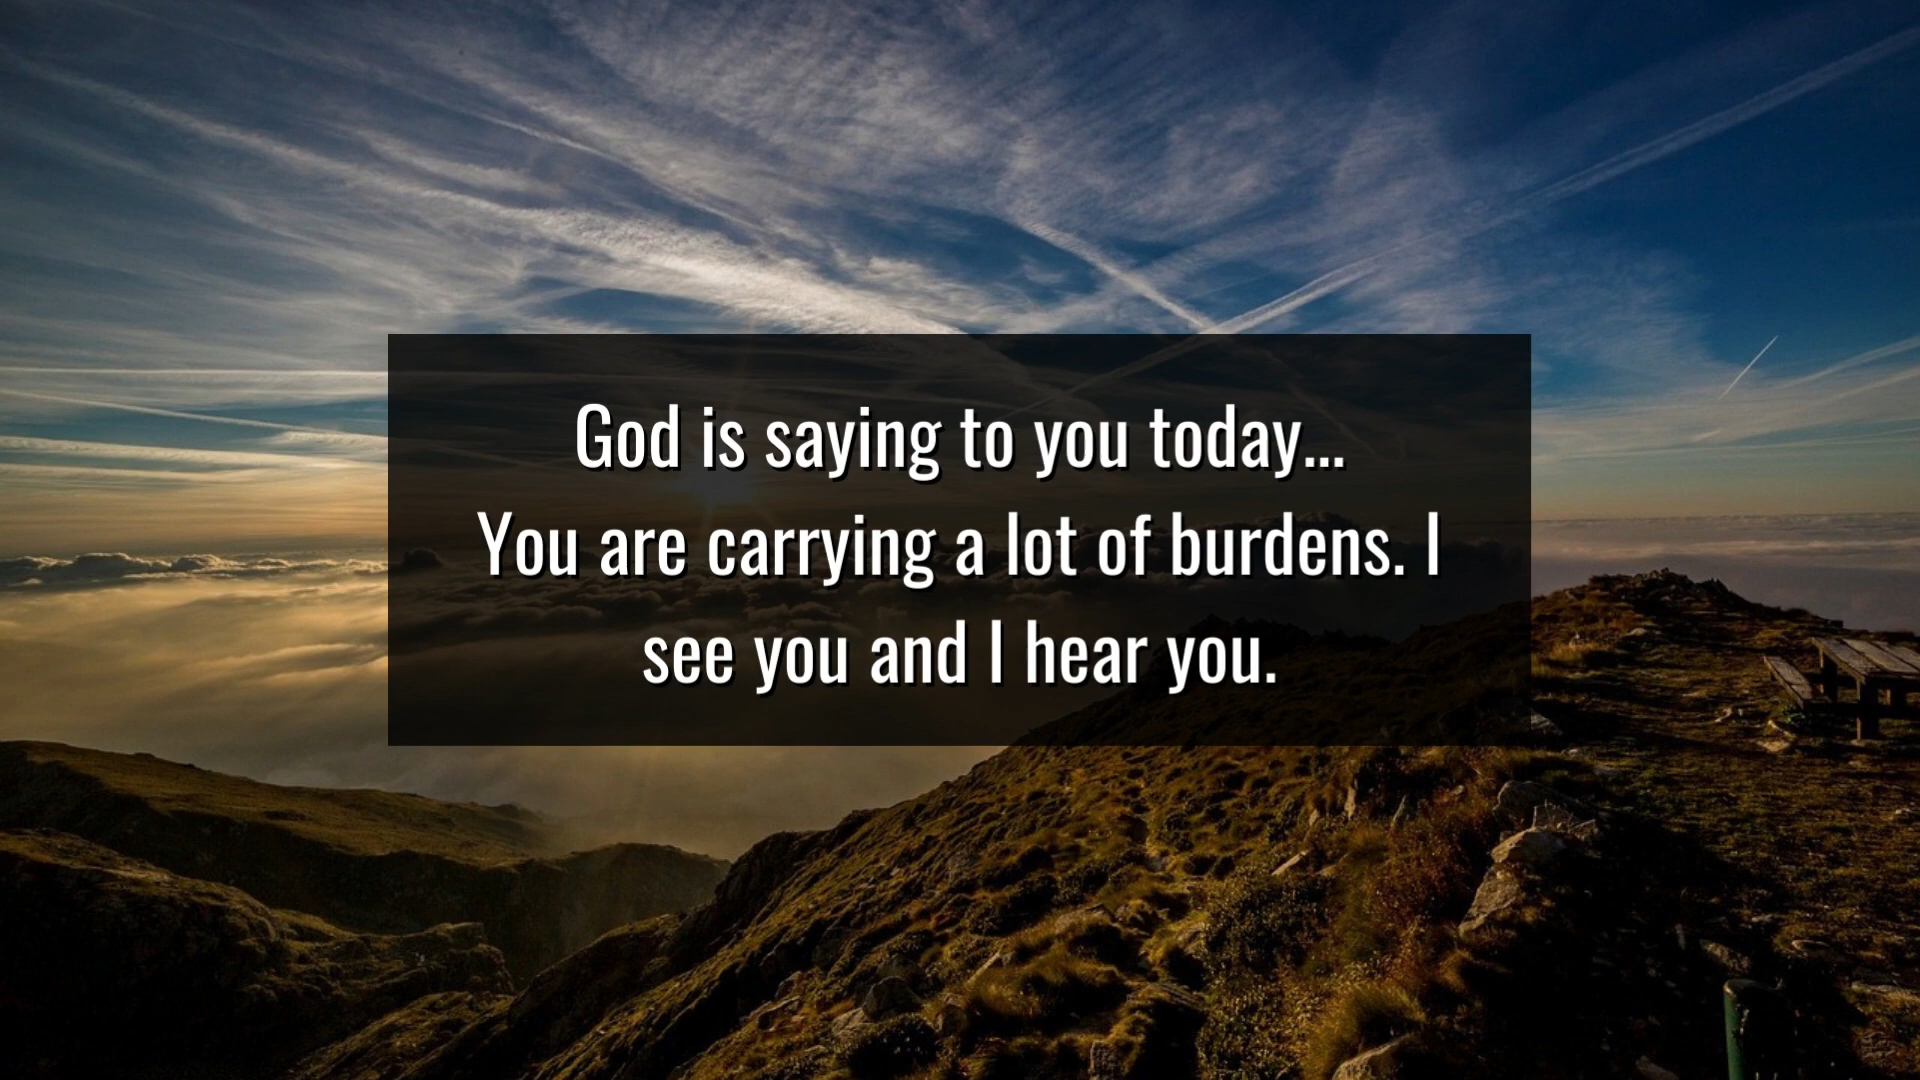 God is saying to you today...
You are carrying a lot of burdens. I
see you and I hear you.